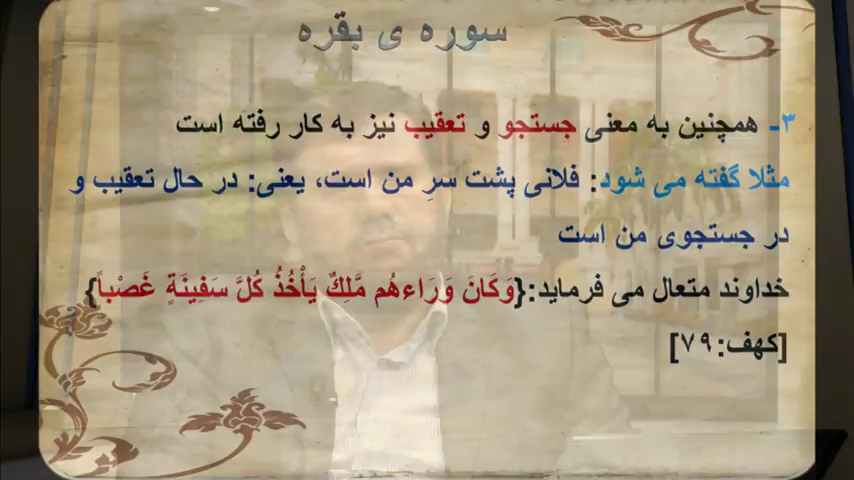 سوره ی بقره
۳- همچنین به معنی جستجو و تعقیب نیز به کار رفته است
مثلا گفته می شود: فلانی پشت سرِ من است، یعنی: در حال تعقیب و
در جستجوی من است
خداوند متعال می فرماید:{وَكَانَ وَرَاءهُم مَّلِكٌ يَأْخُذُ كُلَّ سَفِينَةٍ غَصْباً}
[کهف:۷۹]